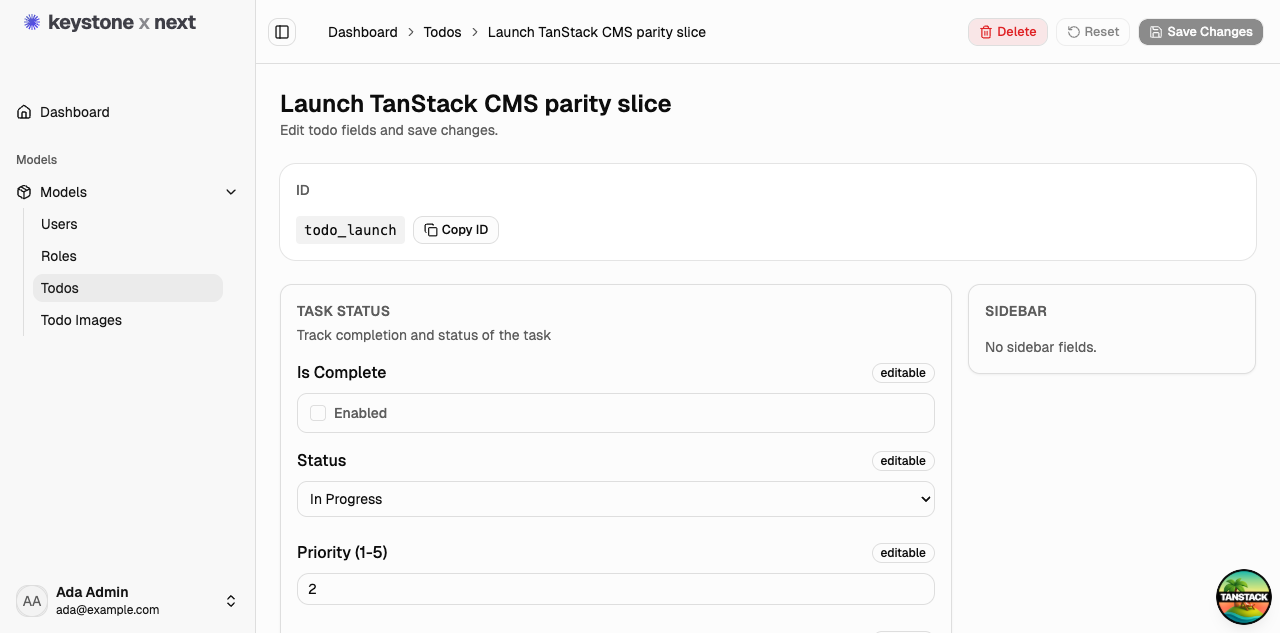 keystone x next
Dashboard > Todos > Launch TanStack CMS parity slice
Delete
Reset
Save Changes
Dashboard
Models
Models
Users
Roles
Todos
Todo Images
AA
Ada Admin
ada@example.com
Launch TanStack CMS parity slice
Edit todo fields and save changes.
ID
todo_launch
Copy ID
TASK STATUS
Track completion and status of the task
Is Complete
editable
Enabled
Status
editable
In Progress
Priority (1-5)
editable
2
SIDEBAR
No sidebar fields.
TANSTACK